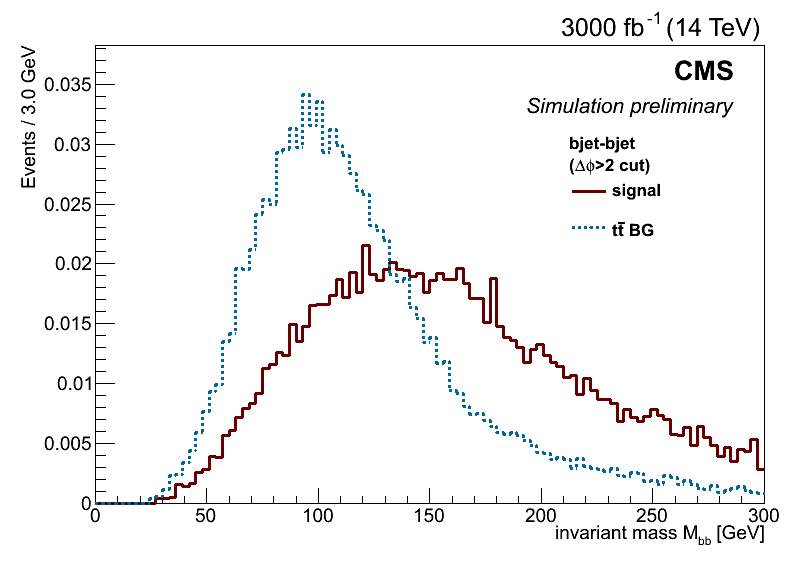 3000 fb⁻¹ (14 TeV)
CMS
Simulation preliminary
bjet-bjet
(Δϕ>2 cut)
signal
tt̄ BG
Events / 3.0 GeV
0.035
0.03
0.025
0.02
0.015
0.01
0.005
0
0 50 100 150 200 250 300
invariant mass M_bb [GeV]